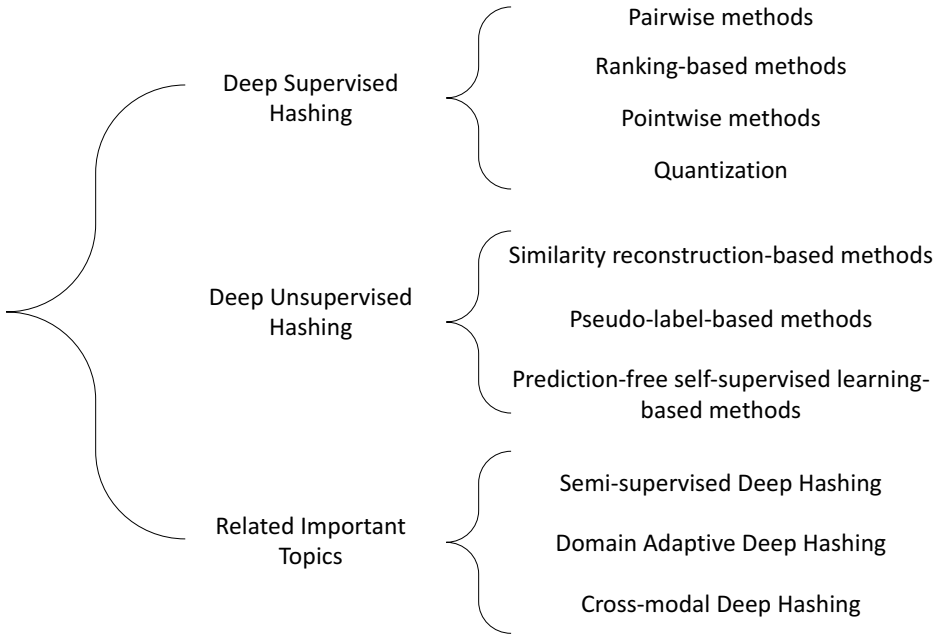 Deep Supervised
Hashing
Pairwise methods
Ranking-based methods
Pointwise methods
Quantization
Deep Unsupervised
Hashing
Similarity reconstruction-based methods
Pseudo-label-based methods
Prediction-free self-supervised learning-
based methods
Related Important
Topics
Semi-supervised Deep Hashing
Domain Adaptive Deep Hashing
Cross-modal Deep Hashing